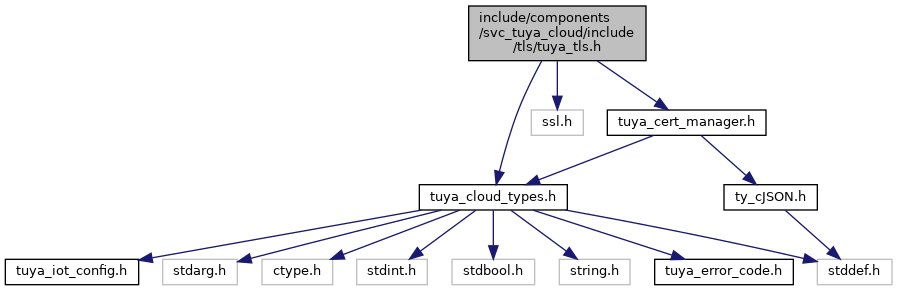 include/components
/svc_tuya_cloud/include
/tls/tuya_tls.h
ssl.h
tuya_cert_manager.h
tuya_cloud_types.h
ty_cJSON.h
tuya_iot_config.h
stdarg.h
ctype.h
stdint.h
stdbool.h
string.h
tuya_error_code.h
stddef.h